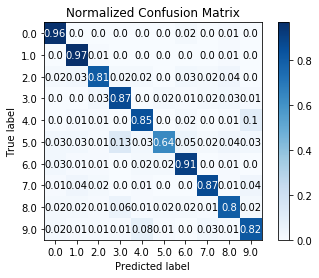 Normalized Confusion Matrix
0.0 0.96 0.0 0.0 0.0 0.0 0.0 0.02 0.0 0.01 0.0
1.0 0.0 0.97 0.01 0.0 0.0 0.0 0.0 0.0 0.01 0.0
2.0 0.02 0.03 0.81 0.02 0.02 0.0 0.03 0.02 0.04 0.0
3.0 0.0 0.0 0.03 0.87 0.0 0.01 0.01 0.02 0.03 0.01
4.0 0.0 0.01 0.01 0.0 0.85 0.0 0.01 0.0 0.01 0.1
5.0 0.03 0.03 0.01 0.13 0.03 0.64 0.05 0.02 0.04 0.03
6.0 0.03 0.01 0.01 0.0 0.02 0.02 0.91 0.0 0.01 0.0
7.0 0.01 0.04 0.02 0.0 0.01 0.0 0.0 0.87 0.01 0.04
8.0 0.02 0.02 0.01 0.06 0.01 0.02 0.02 0.01 0.8 0.02
9.0 0.02 0.01 0.01 0.01 0.08 0.01 0.0 0.03 0.01 0.82
0.0 1.0 2.0 3.0 4.0 5.0 6.0 7.0 8.0 9.0
Predicted label
True label
0.8
0.6
0.4
0.2
0.0